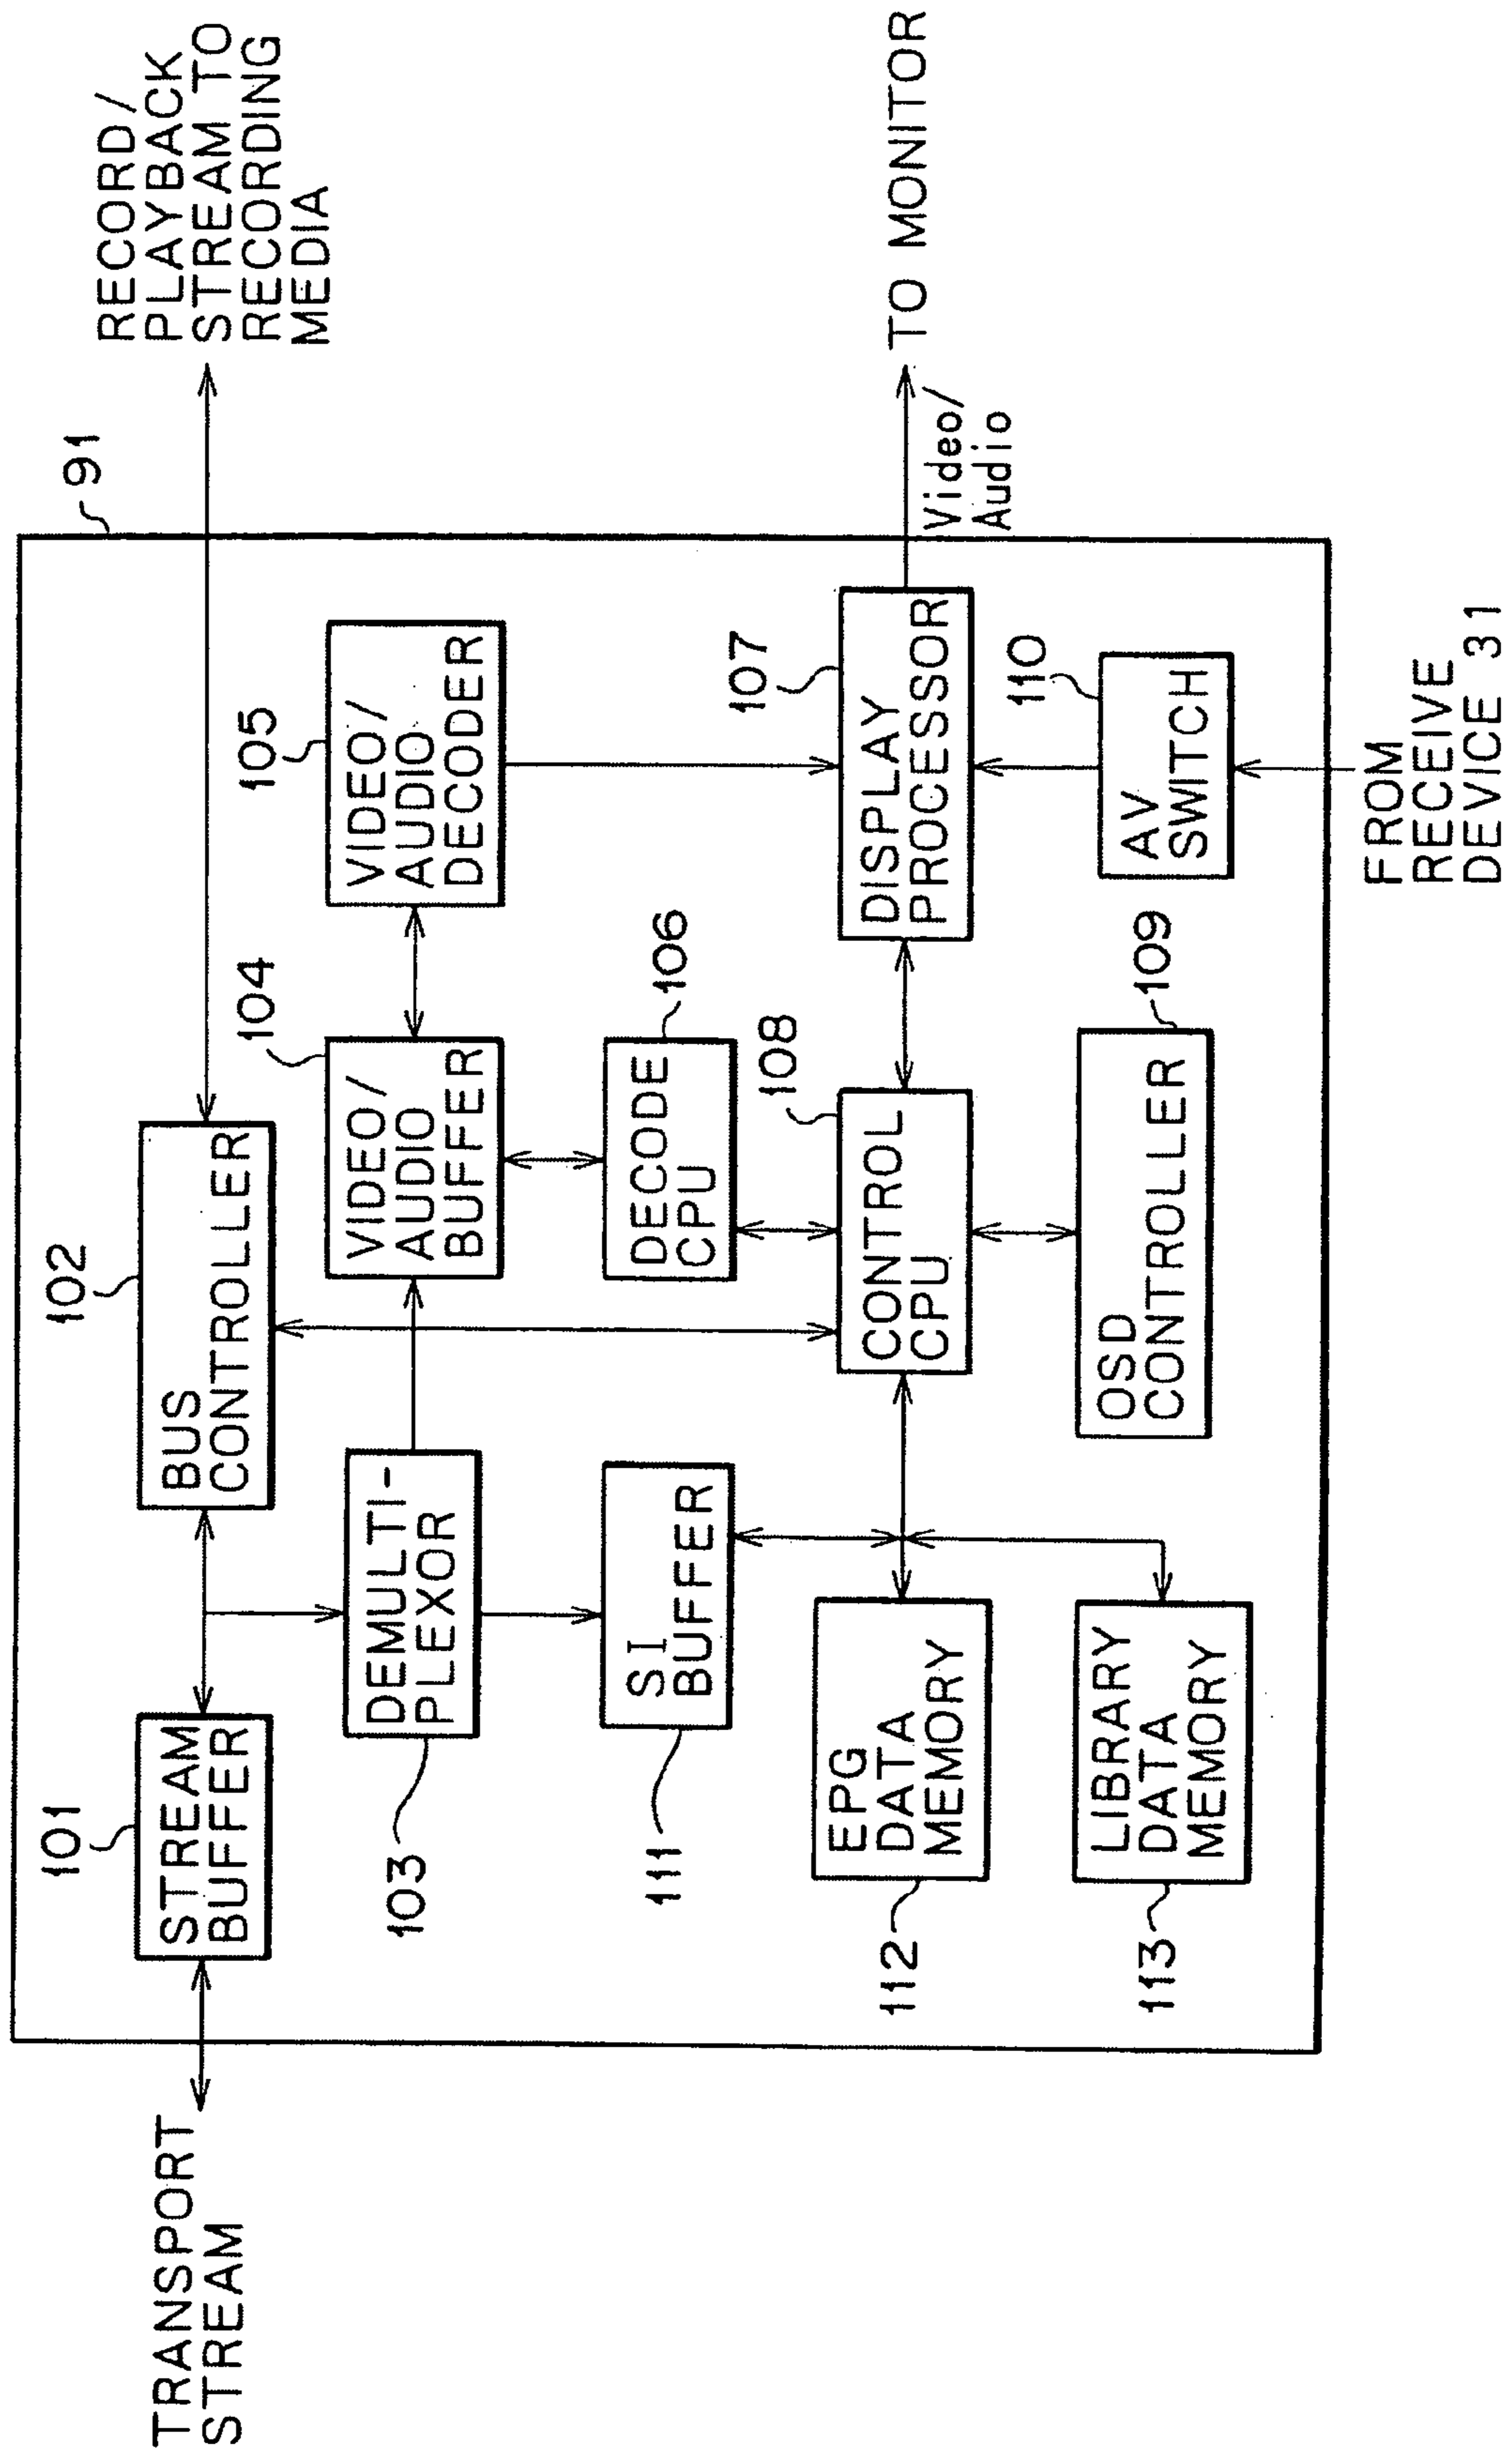 RECORD/
PLAYBACK
STREAM TO
RECORDING
MEDIA
91
101
STREAM
BUFFER
102
BUS
CONTROLLER
TRANSPORT
STREAM
103
DEMULTI-
PLEXOR
104
VIDEO/
AUDIO
BUFFER
105
VIDEO/
AUDIO
DECODER
111
SI
BUFFER
106
DECODE
CPU
112
EPG
DATA
MEMORY
108
CONTROL
CPU
107
DISPLAY
PROCESSOR
TO MONITOR
Video/
Audio
113
LIBRARY
DATA
MEMORY
109
OSD
CONTROLLER
110
AV
SWITCH
FROM
RECEIVE
DEVICE 31